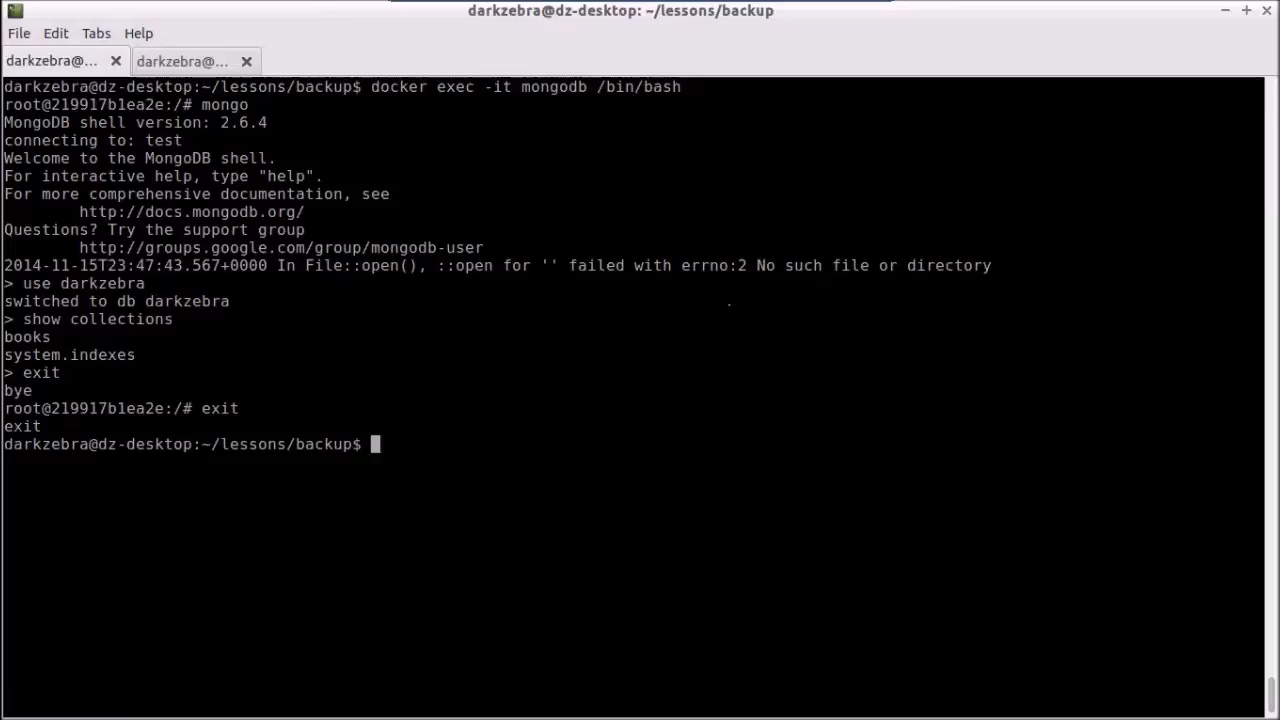 darkzebra@dz-desktop: ~/lessons/backup
File Edit Tabs Help
darkzebra@... darkzebra@...
darkzebra@dz-desktop:~/lessons/backup$ docker exec -it mongodb /bin/bash
root@219917b1ea2e:/# mongo
MongoDB shell version: 2.6.4
connecting to: test
Welcome to the MongoDB shell.
For interactive help, type "help".
For more comprehensive documentation, see
        http://docs.mongodb.org/
Questions? Try the support group
        http://groups.google.com/group/mongodb-user
2014-11-15T23:47:43.567+0000 In File::open(), ::open for '' failed with errno:2 No such file or directory
> use darkzebra
switched to db darkzebra
> show collections
books
system.indexes
> exit
bye
root@219917b1ea2e:/# exit
exit
darkzebra@dz-desktop:~/lessons/backup$